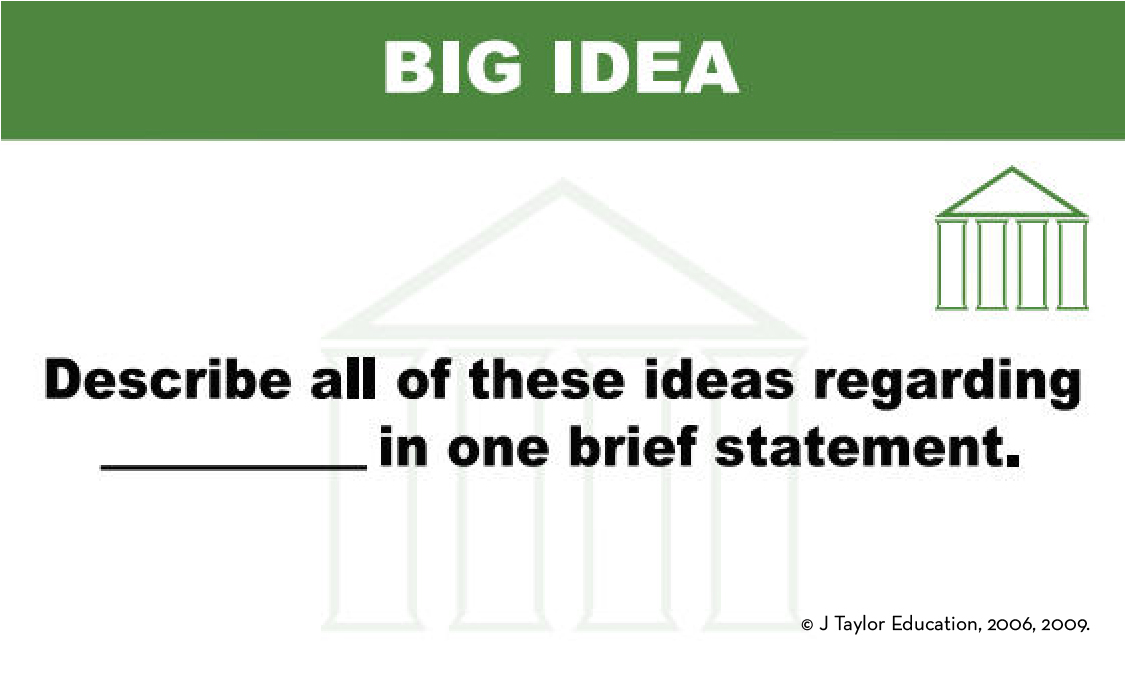 BIG IDEA
Describe all of these ideas regarding
__________ in one brief statement.
© J Taylor Education, 2006, 2009.